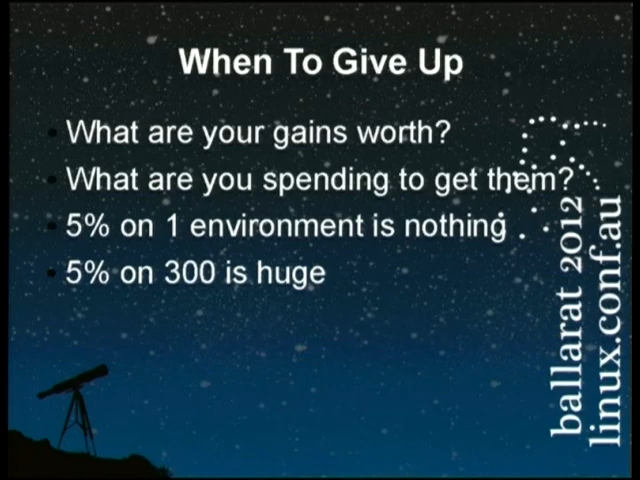 When To Give Up
What are your gains worth?
What are you spending to get them?
5% on 1 environment is nothing
5% on 300 is huge
ballarat 2012
linux.conf.au